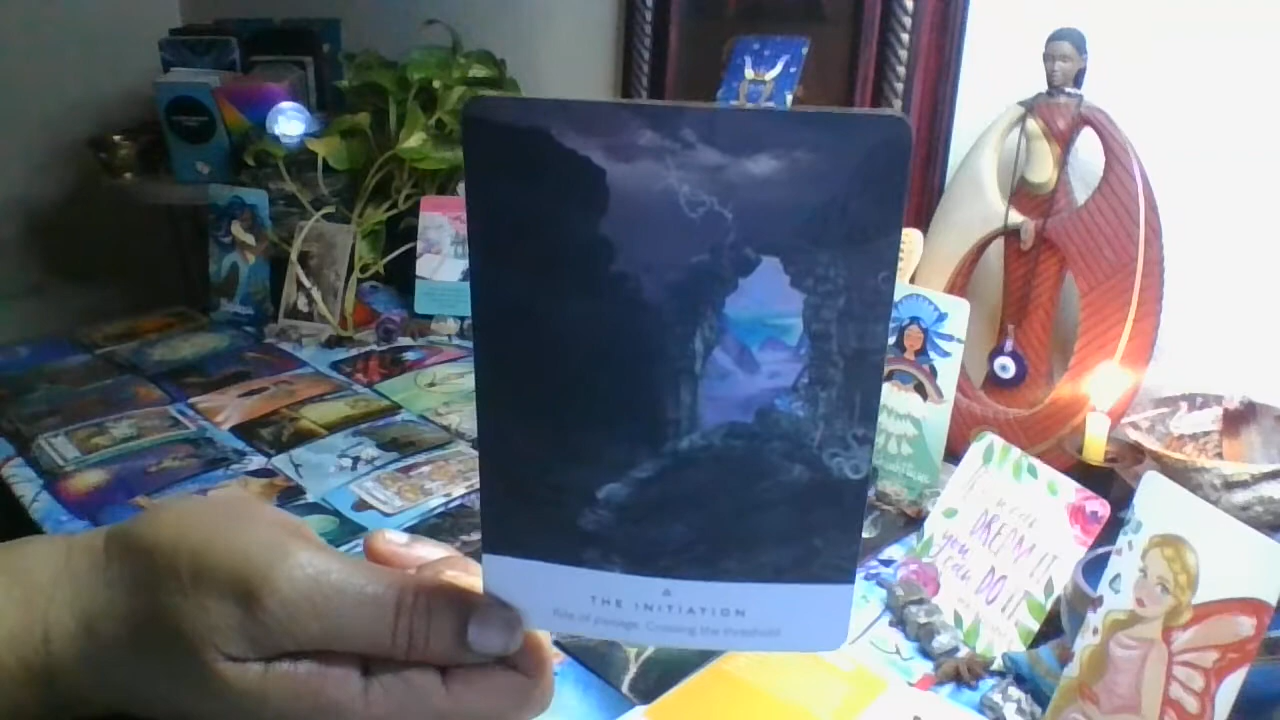 THE INITIATION
Rite of passage. Crossing the threshold.
DREAM IT
you can DO IT